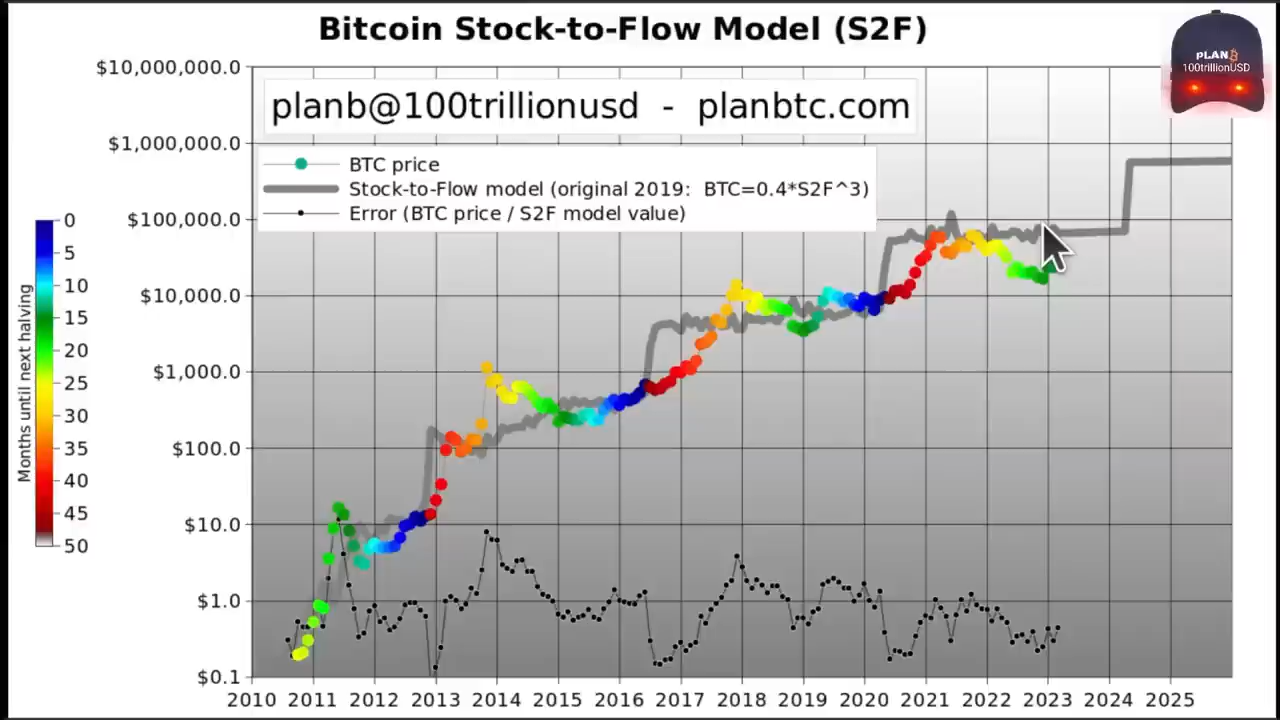 Bitcoin Stock-to-Flow Model (S2F)
PLAN₿
100trillionUSD
$10,000,000.0
planb@100trillionusd - planbtc.com
$1,000,000.0
BTC price
Stock-to-Flow model (original 2019: BTC=0.4*S2F^3)
Error (BTC price / S2F model value)
$100,000.0
$10,000.0
$1,000.0
$100.0
$10.0
$1.0
$0.1
Months until next halving
0
5
10
15
20
25
30
35
40
45
50
2010 2011 2012 2013 2014 2015 2016 2017 2018 2019 2020 2021 2022 2023 2024 2025